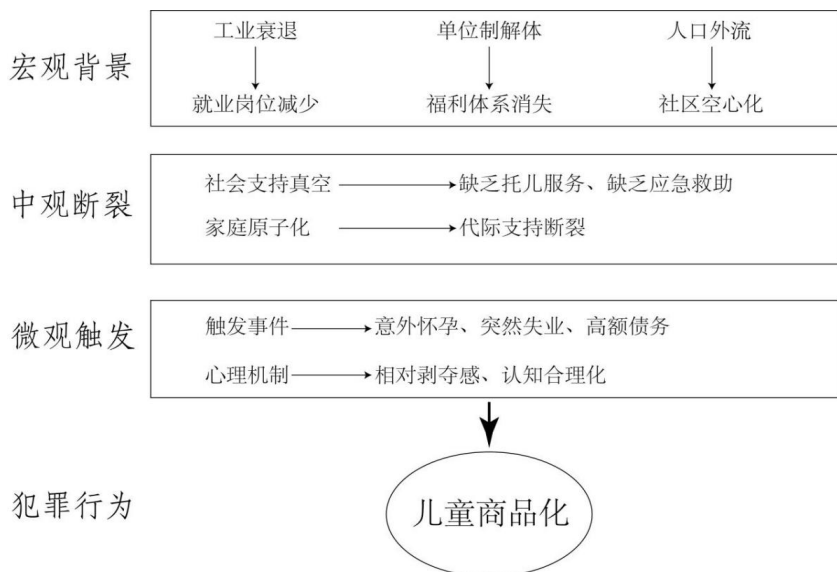 宏观背景
工业衰退 单位制解体 人口外流
就业岗位减少 福利体系消失 社区空心化
中观断裂
社会支持真空 缺乏托儿服务、缺乏应急救助
家庭原子化 代际支持断裂
微观触发
触发事件 意外怀孕、突然失业、高额债务
心理机制 相对剥夺感、认知合理化
犯罪行为
儿童商品化